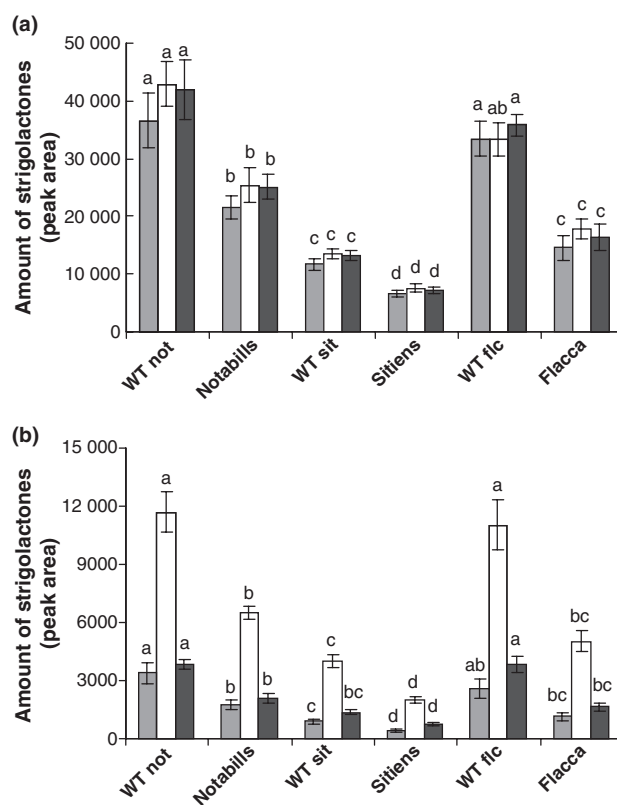 (a)
Amount of strigolactones
(peak area)
50 000
40 000
30 000
20 000
10 000
0
a a a
b b b
c c c
d d d
a ab a
c c c
WT not
Notabills
WT sit
Sitiens
WT flc
Flacca
(b)
Amount of strigolactones
(peak area)
15 000
12 000
9000
6000
3000
0
a a a
b b b
c c bc
d d d
ab a a
bc bc bc
WT not
Notabills
WT sit
Sitiens
WT flc
Flacca